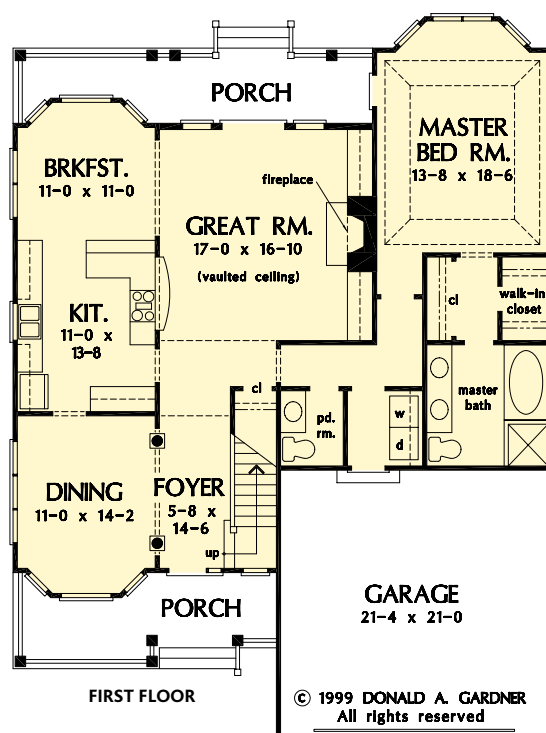 PORCH
MASTER
BED RM.
13-8 x 18-6
BRKFST.
11-0 x 11-0
fireplace
GREAT RM.
17-0 x 16-10
(vaulted ceiling)
KIT.
11-0 x
13-8
cl
walk-in
closet
master
bath
cl
pd.
rm.
w
d
DINING
11-0 x 14-2
FOYER
5-8 x
14-6
up
PORCH
GARAGE
21-4 x 21-0
FIRST FLOOR
© 1999 DONALD A. GARDNER
All rights reserved